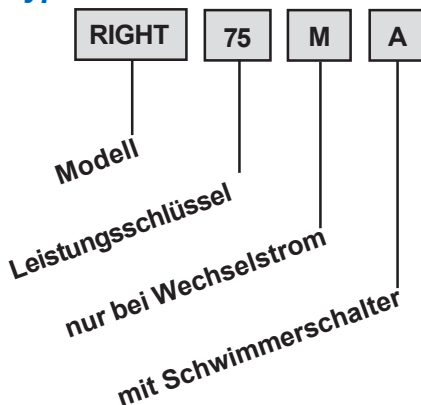 RIGHT 75 M A
Modell
Leistungsschlüssel
nur bei Wechselstrom
mit Schwimmerschalter